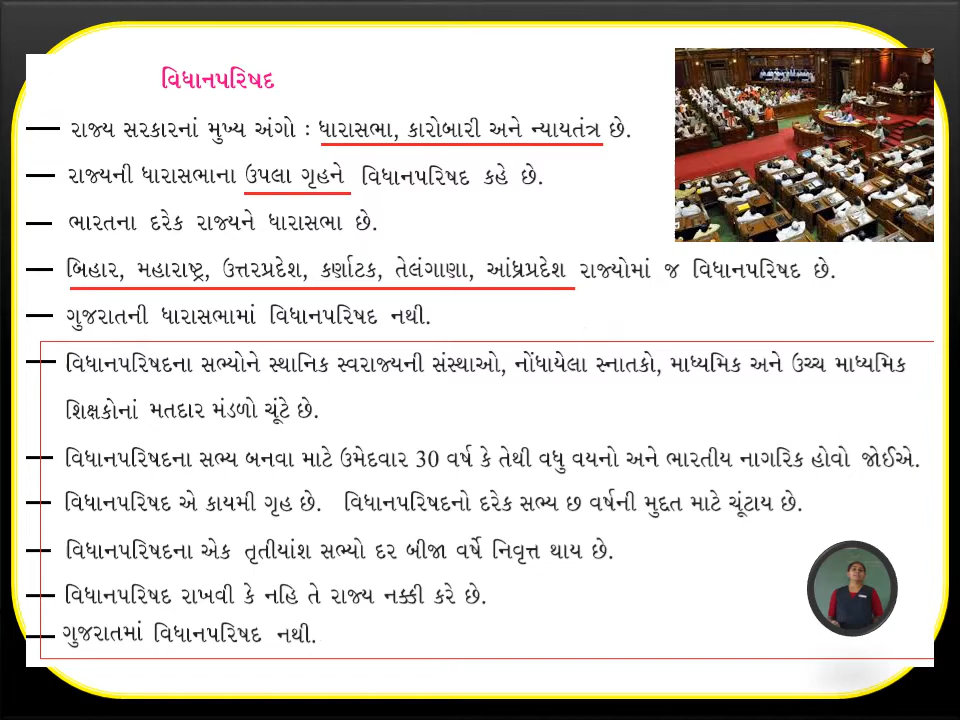 વિધાનપરિષદ
— રાજ્ય સરકારનાં મુખ્ય અંગો : ધારાસભા, કારોબારી અને ન્યાયતંત્ર છે.
— રાજ્યની ધારાસભાના ઉપલા ગૃહને વિધાનપરિષદ કહે છે.
— ભારતના દરેક રાજ્યને ધારાસભા છે.
— બિહાર, મહારાષ્ટ્ર, ઉત્તરપ્રદેશ, કર્ણાટક, તેલંગાણા, આંધ્રપ્રદેશ રાજ્યોમાં જ વિધાનપરિષદ છે.
— ગુજરાતની ધારાસભામાં વિધાનપરિષદ નથી.
— વિધાનપરિષદના સભ્યોને સ્થાનિક સ્વરાજ્યની સંસ્થાઓ, નોંધાયેલા સ્નાતકો, માધ્યમિક અને ઉચ્ચ માધ્યમિક
શિક્ષકોનાં મતદાર મંડળો ચૂંટે છે.
— વિધાનપરિષદના સભ્ય બનવા માટે ઉમેદવાર 30 વર્ષ કે તેથી વધુ વયનો અને ભારતીય નાગરિક હોવો જોઈએ.
— વિધાનપરિષદ એ કાયમી ગૃહ છે. વિધાનપરિષદનો દરેક સભ્ય છ વર્ષની મુદ્દત માટે ચૂંટાય છે.
— વિધાનપરિષદના એક તૃતીયાંશ સભ્યો દર બીજા વર્ષે નિવૃત્ત થાય છે.
— વિધાનપરિષદ રાખવી કે નહિ તે રાજ્ય નક્કી કરે છે.
— ગુજરાતમાં વિધાનપરિષદ નથી.